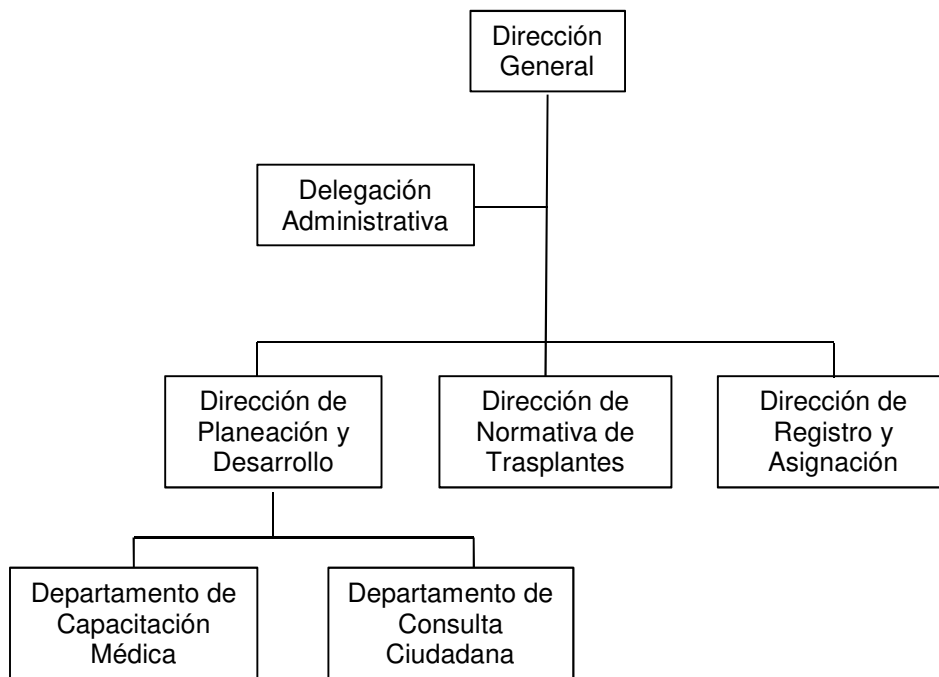 Dirección
General
Delegación
Administrativa
Dirección de
Planeación y
Desarrollo
Dirección de
Normativa de
Trasplantes
Dirección de
Registro y
Asignación
Departamento de
Capacitación
Médica
Departamento de
Consulta
Ciudadana